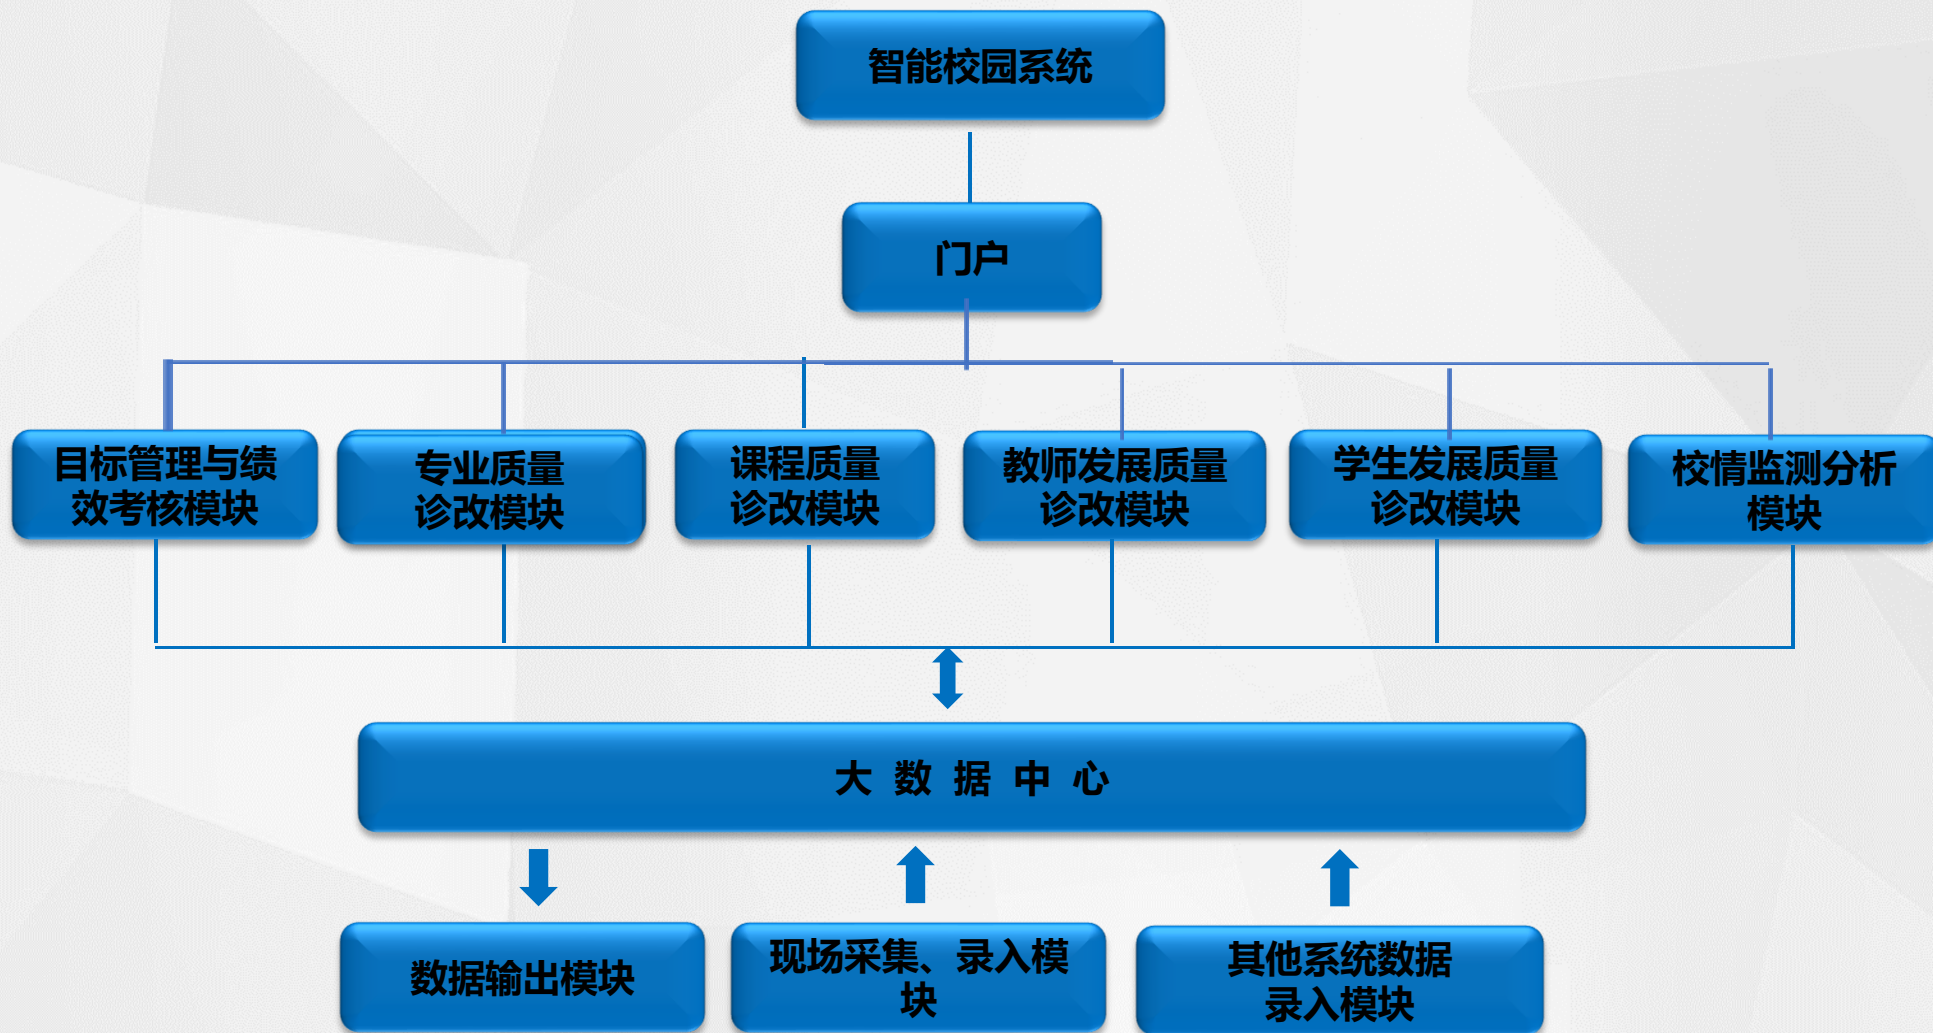 智能校园系统
门户
目标管理与绩
效考核模块
专业质量
诊改模块
课程质量
诊改模块
教师发展质量
诊改模块
学生发展质量
诊改模块
校情监测分析
模块
大 数 据 中 心
数据输出模块
现场采集、录入模
块
其他系统数据
录入模块